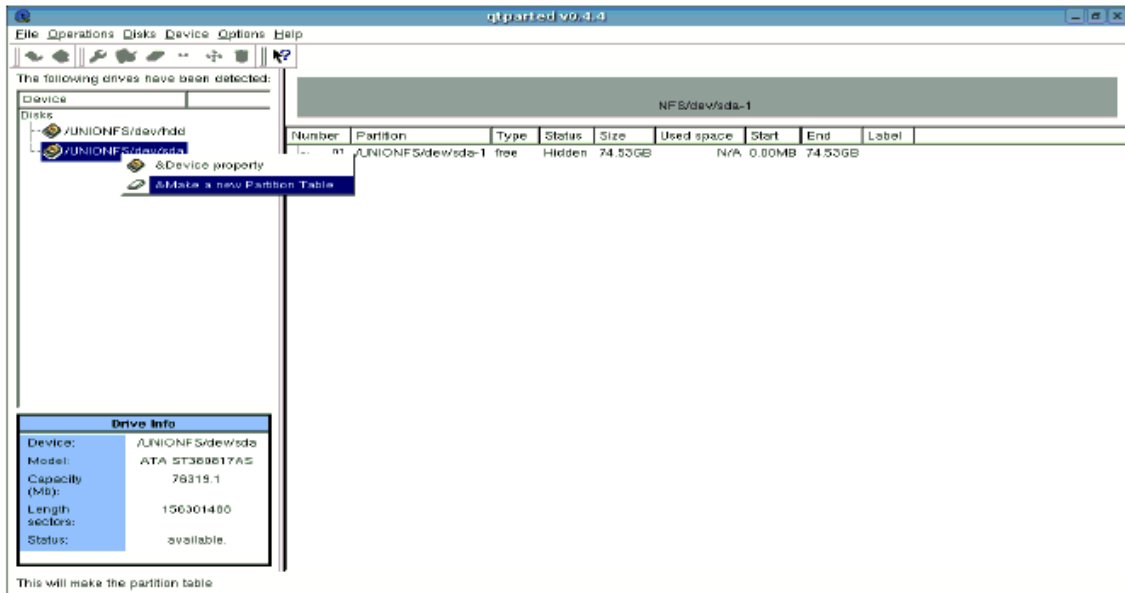 qtparted v0.4.4
File Operations Disks Device Options Help
The following drives have been detected:
Device
Disks
/UNIONFS/dev/hdd
/UNIONFS/dev/sda
&Device property
&Make a new Partition Table
NFS/dev/sda-1
Number Partition Type Status Size Used space Start End Label
01 /UNIONFS/dev/sda-1 free Hidden 74.53GB N/A 0.00MB 74.53GB
Drive Info
Device: /UNIONFS/dev/sda
Model: ATA ST380817AS
Capacity (Mb): 76319.1
Length sectors: 156301488
Status: available.
This will make the partition table